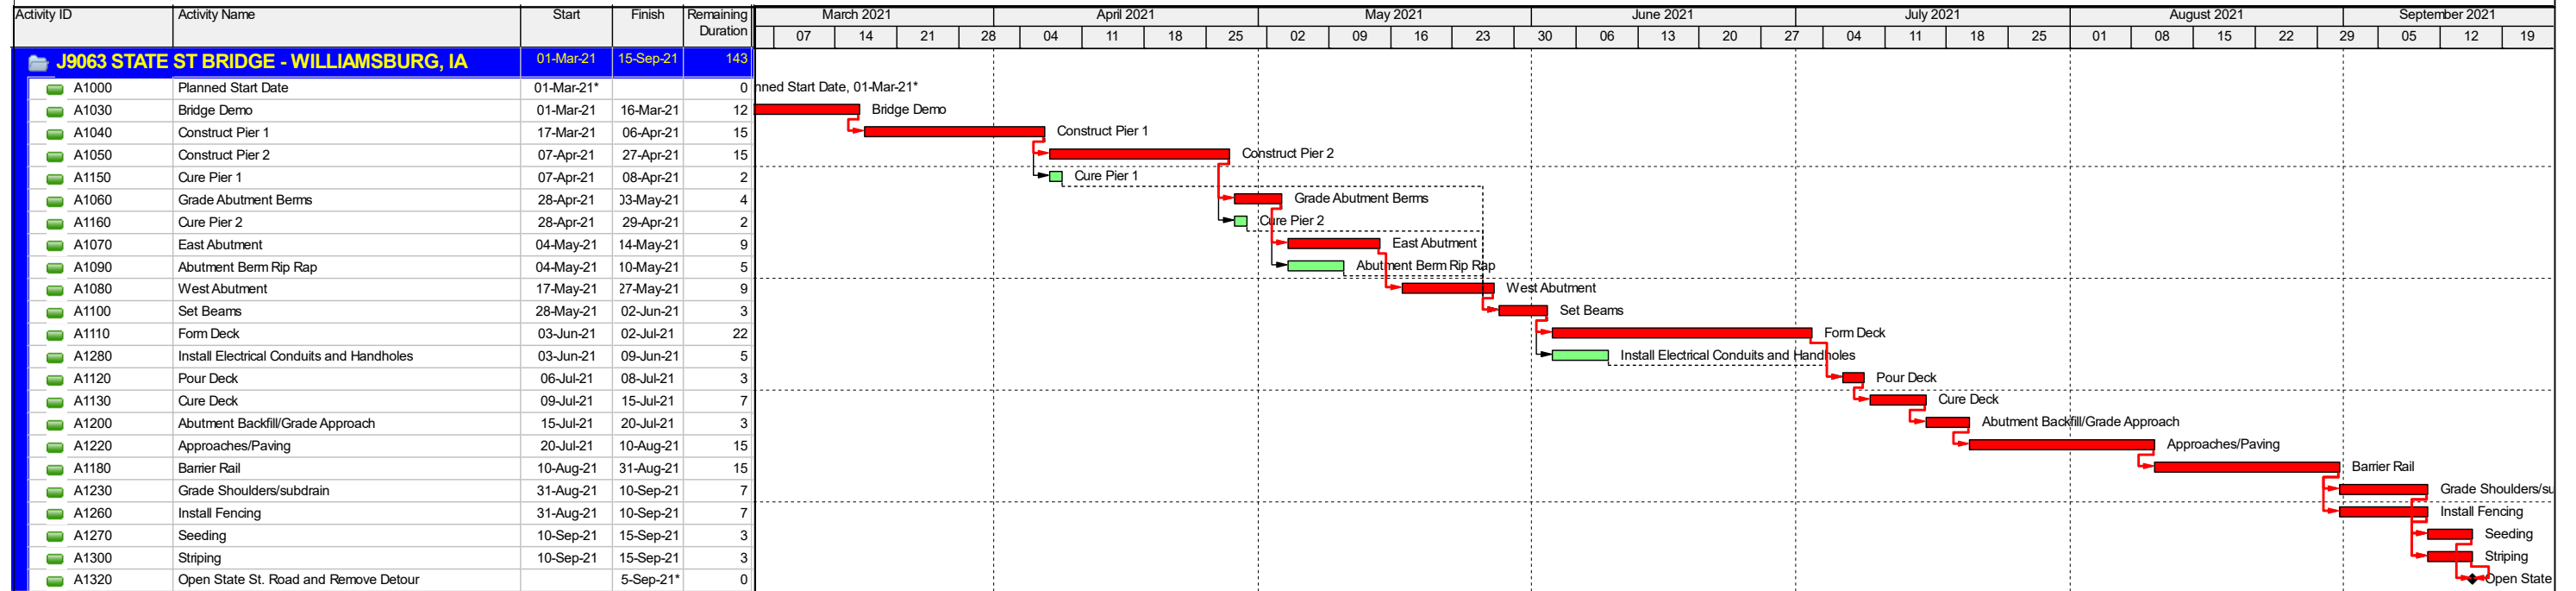 Activity ID Activity Name Start Finish Remaining Duration March 2021 April 2021 May 2021 June 2021 July 2021 August 2021 September 2021
07 14 21 28 04 11 18 25 02 09 16 23 30 06 13 20 27 04 11 18 01 08 15 22 29 05 12 19
J9063 STATE ST BRIDGE - WILLIAMSBURG, IA 01-Mar-21 15-Sep-21 143
A1000 Planned Start Date 01-Mar-21* 0 nned Start Date, 01-Mar-21*
A1030 Bridge Demo 01-Mar-21 16-Mar-21 12 Bridge Demo
A1040 Construct Pier 1 17-Mar-21 06-Apr-21 15 Construct Pier 1
A1050 Construct Pier 2 07-Apr-21 27-Apr-21 15 Construct Pier 2
A1150 Cure Pier 1 07-Apr-21 08-Apr-21 2 Cure Pier 1
A1060 Grade Abutment Berms 28-Apr-21 03-May-21 4 Grade Abutment Berms
A1160 Cure Pier 2 28-Apr-21 29-Apr-21 2 Cure Pier 2
A1070 East Abutment 04-May-21 14-May-21 9 East Abutment
A1090 Abutment Berm Rip Rap 04-May-21 10-May-21 5 Abutment Berm Rip Rap
A1080 West Abutment 17-May-21 27-May-21 9 West Abutment
A1100 Set Beams 28-May-21 02-Jun-21 3 Set Beams
A1110 Form Deck 03-Jun-21 02-Jul-21 22 Form Deck
A1280 Install Electrical Conduits and Handholes 03-Jun-21 09-Jun-21 5 Install Electrical Conduits and Handholes
A1120 Pour Deck 06-Jul-21 08-Jul-21 3 Pour Deck
A1130 Cure Deck 09-Jul-21 15-Jul-21 7 Cure Deck
A1200 Abutment Backfill/Grade Approach 15-Jul-21 20-Jul-21 3 Abutment Backfill/Grade Approach
A1220 Approaches/Paving 20-Jul-21 10-Aug-21 15 Approaches/Paving
A1180 Barrier Rail 10-Aug-21 31-Aug-21 15 Barrier Rail
A1230 Grade Shoulders/subdrain 31-Aug-21 10-Sep-21 7 Grade Shoulders/su
A1260 Install Fencing 31-Aug-21 10-Sep-21 7 Install Fencing
A1270 Seeding 10-Sep-21 15-Sep-21 3 Seeding
A1300 Striping 10-Sep-21 15-Sep-21 3 Striping
A1320 Open State St. Road and Remove Detour 5-Sep-21* 0 Open State